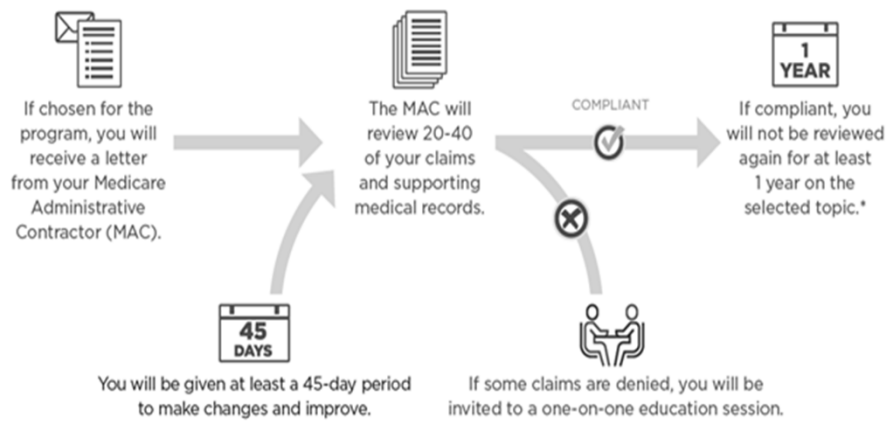 If chosen for the
program, you will
receive a letter
from your Medicare
Administrative
Contractor (MAC).
The MAC will
review 20-40
of your claims
and supporting
medical records.
COMPLIANT
1
YEAR
If compliant, you
will not be reviewed
again for at least
1 year on the
selected topic.*
45
DAYS
You will be given at least a 45-day period
to make changes and improve.
If some claims are denied, you will be
invited to a one-on-one education session.